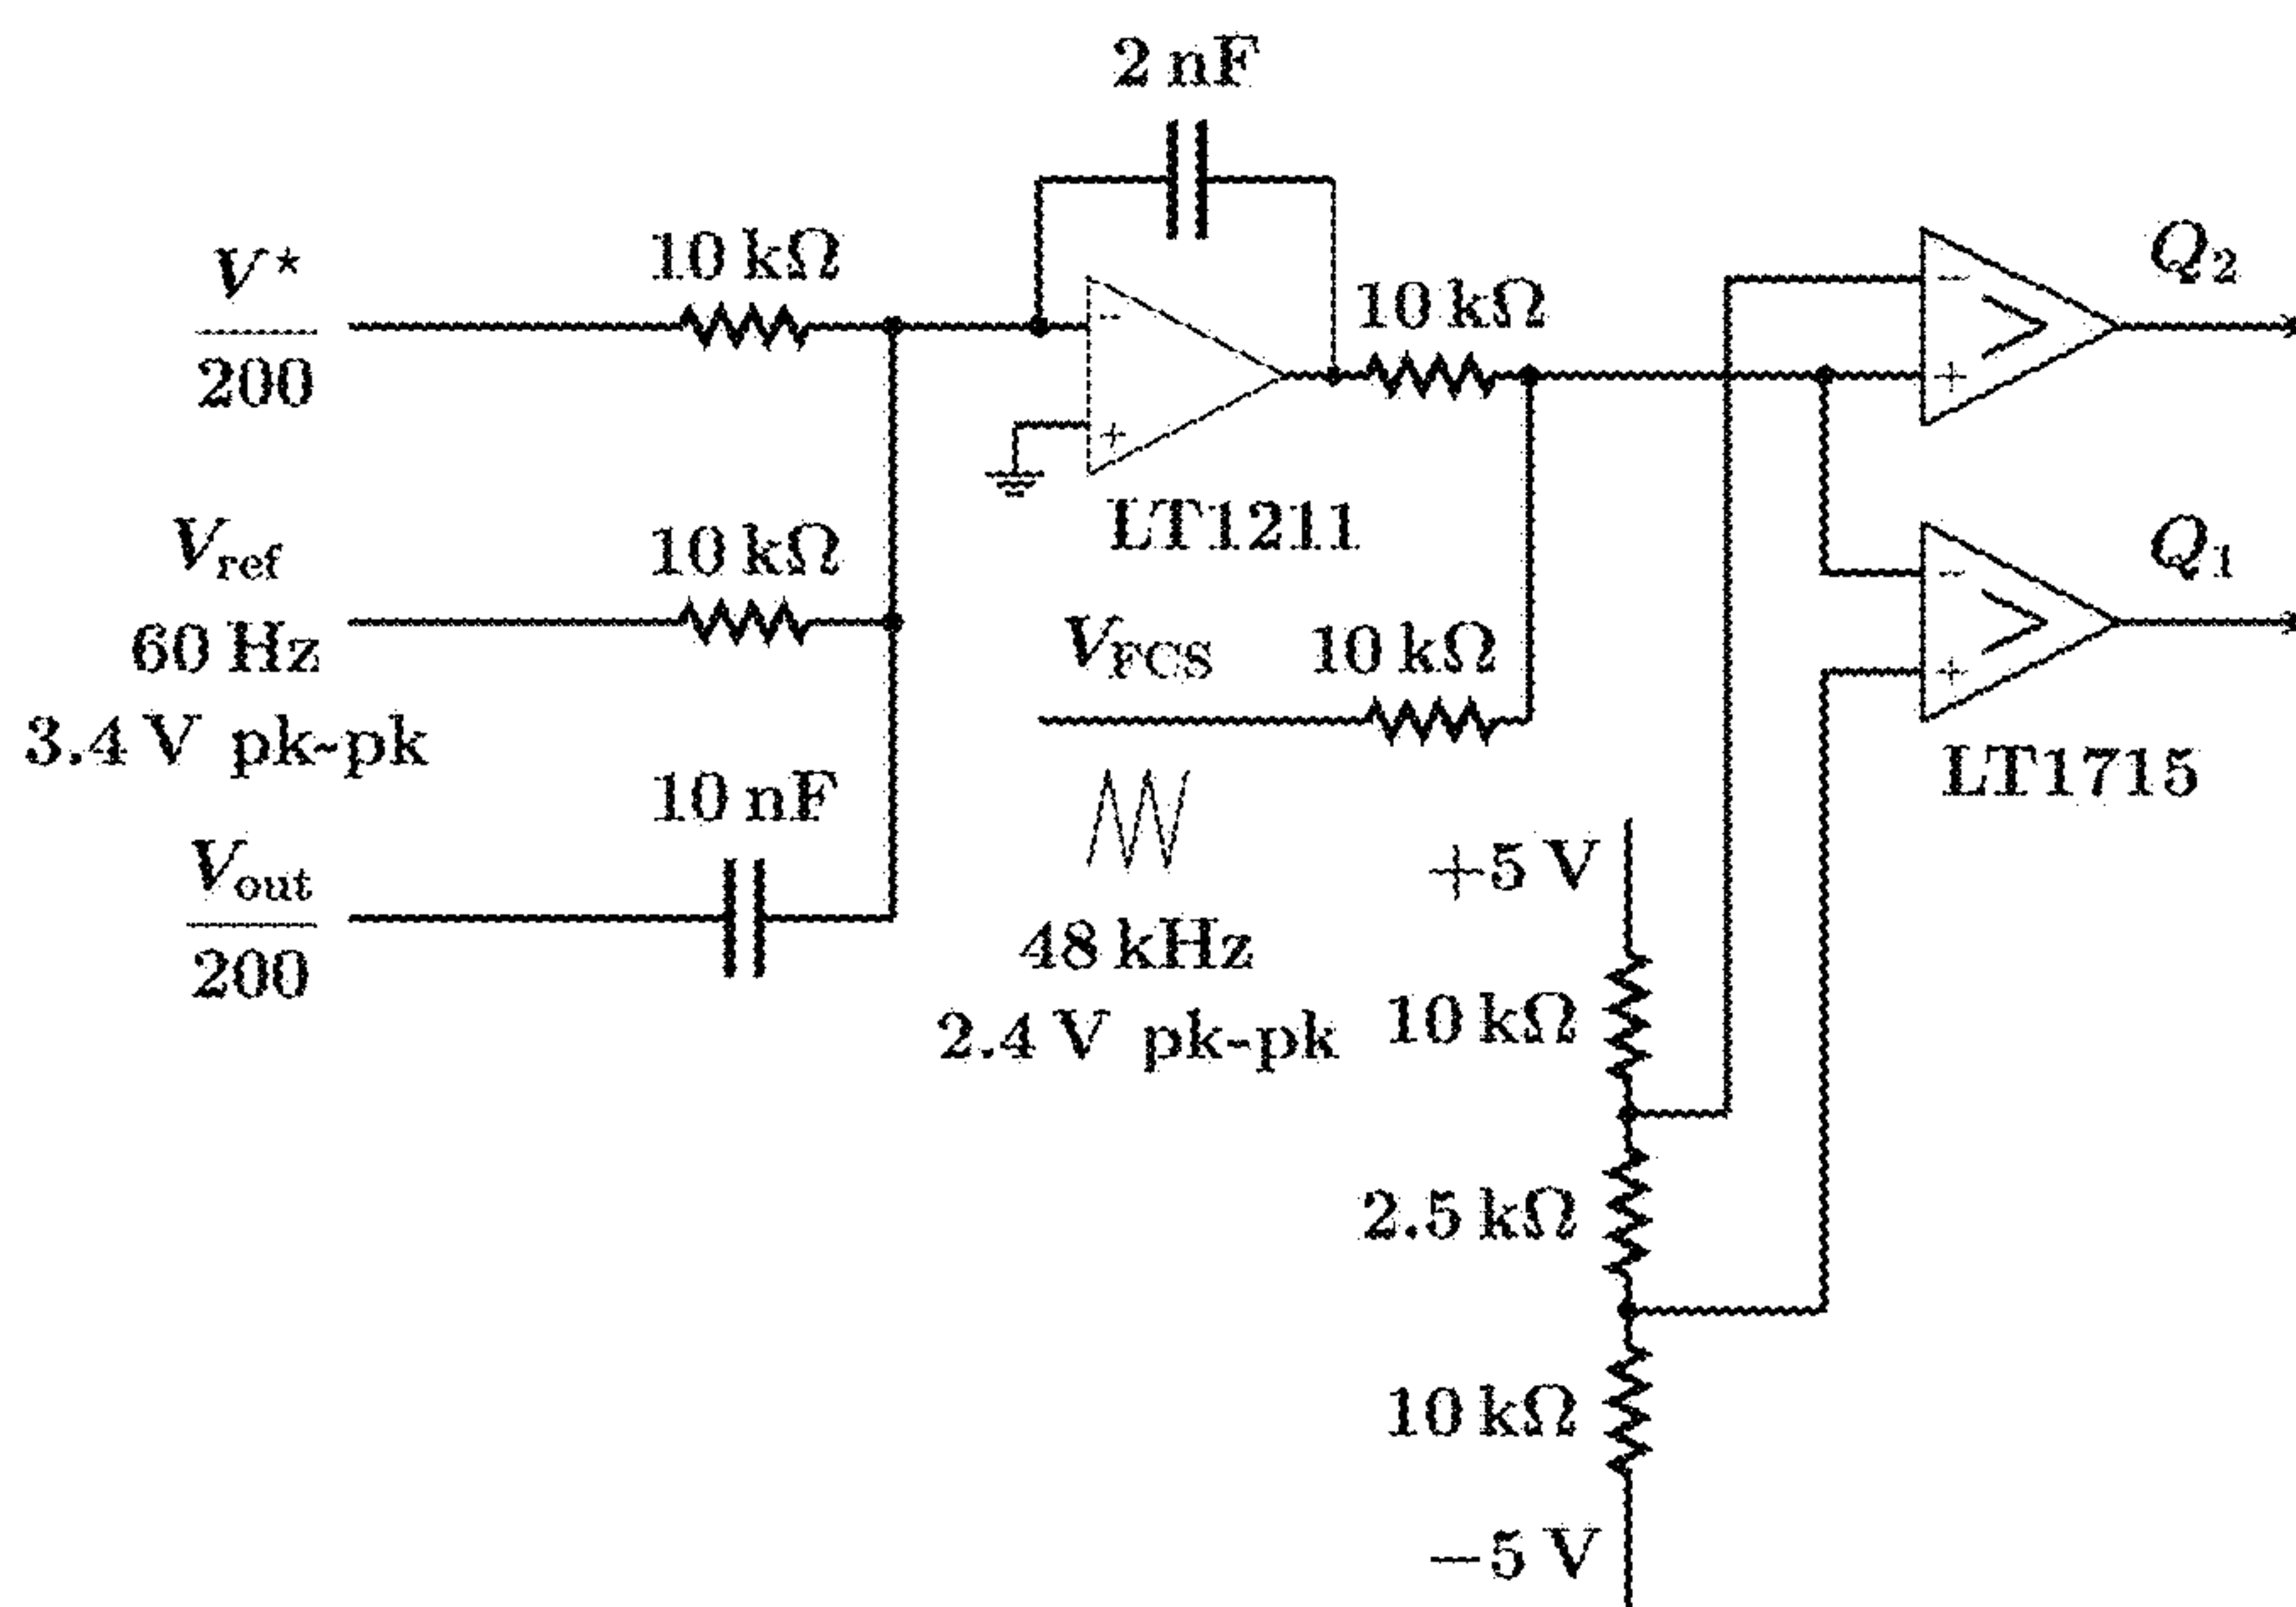 2 nF
V*
200
10 kΩ
-
+
LT1211
10 kΩ
-
+
Q2
Vref
60 Hz
3.4 V pk-pk
10 kΩ
VFCS
10 kΩ
-
+
Q1
LT1715
Vout
200
10 nF
48 kHz
2.4 V pk-pk
+5 V
10 kΩ
2.5 kΩ
10 kΩ
−5 V